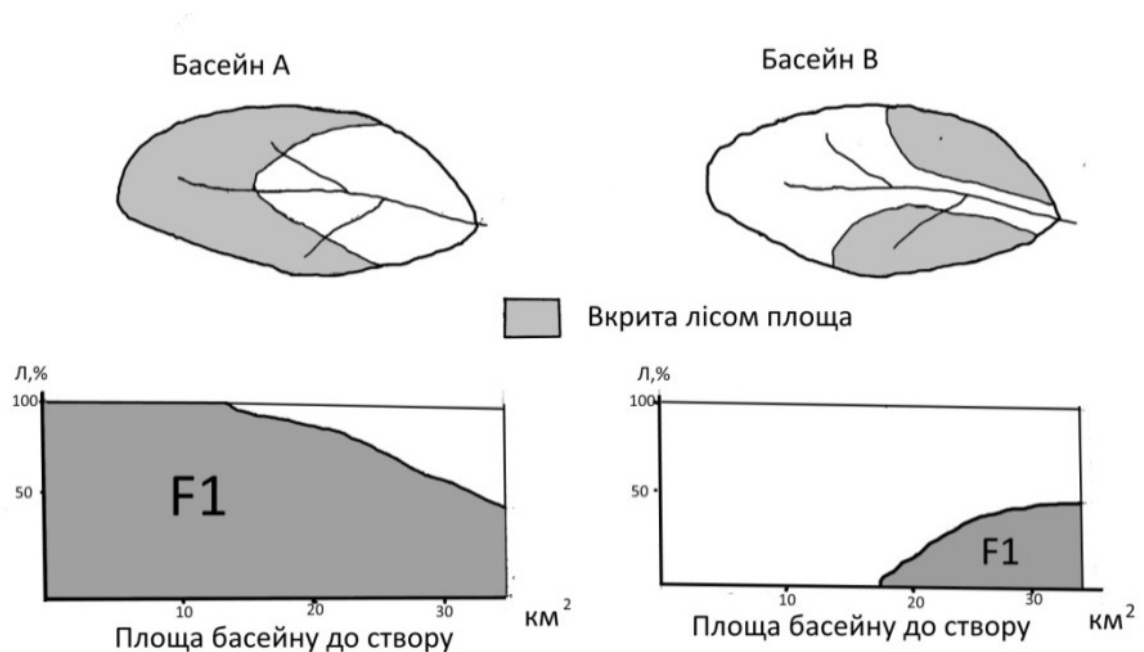 Басейн А
Басейн В
Вкрита лісом площа
Л,%
100
50
F1
10
20
30
км²
Площа басейну до створу
Л,%
100
50
F1
10
20
30
км²
Площа басейну до створу